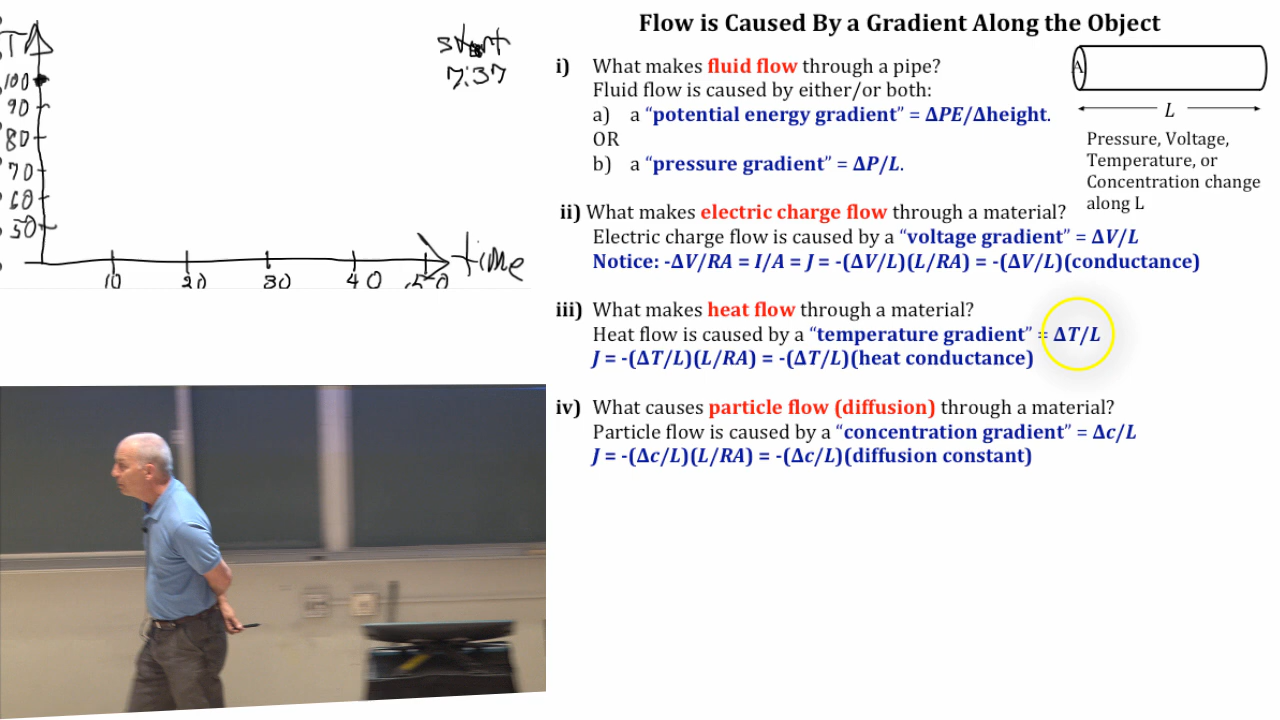 T
100
90
80
70
60
50
10 20 30 40 50
time
start
7:37
Flow is Caused By a Gradient Along the Object
i) What makes fluid flow through a pipe?
Fluid flow is caused by either/or both:
a) a “potential energy gradient” = ΔPE/Δheight.
OR
b) a “pressure gradient” = ΔP/L.
A
L
Pressure, Voltage,
Temperature, or
Concentration change
along L
ii) What makes electric charge flow through a material?
Electric charge flow is caused by a “voltage gradient” = ΔV/L
Notice: -ΔV/RA = I/A = J = -(ΔV/L)(L/RA) = -(ΔV/L)(conductance)
iii) What makes heat flow through a material?
Heat flow is caused by a “temperature gradient” = ΔT/L
J = -(ΔT/L)(L/RA) = -(ΔT/L)(heat conductance)
iv) What causes particle flow (diffusion) through a material?
Particle flow is caused by a “concentration gradient” = Δc/L
J = -(Δc/L)(L/RA) = -(Δc/L)(diffusion constant)